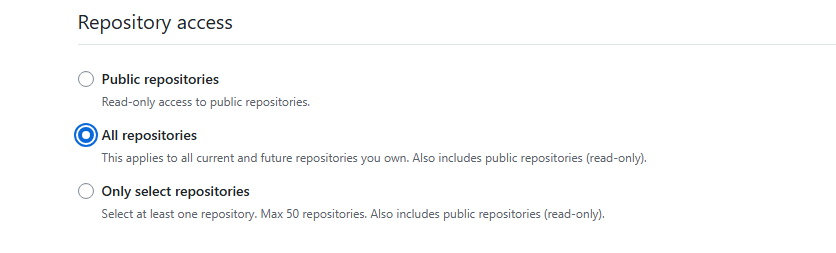 Repository access
Public repositories
Read-only access to public repositories.
All repositories
This applies to all current and future repositories you own. Also includes public repositories (read-only).
Only select repositories
Select at least one repository. Max 50 repositories. Also includes public repositories (read-only).